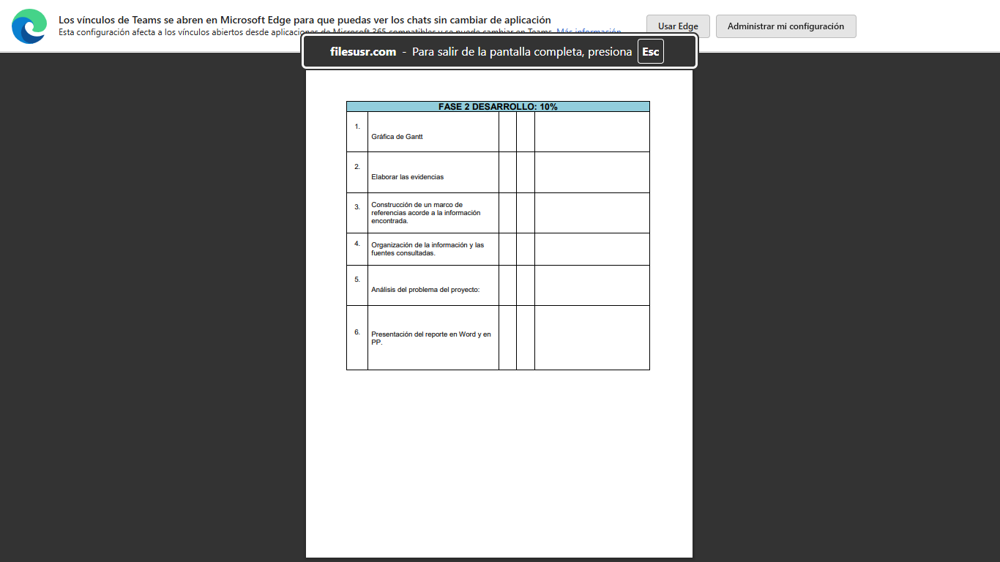 Los vínculos de Teams se abren en Microsoft Edge para que puedas ver los chats sin cambiar de aplicación
Esta configuración afecta a los vínculos abiertos desde aplicaciones de Microsoft 365 compatibles y se puede cambiar en Teams. Más información
Usar Edge
Administrar mi configuración
filesusr.com - Para salir de la pantalla completa, presiona Esc
FASE 2 DESARROLLO: 10%
1.
Gráfica de Gantt
2.
Elaborar las evidencias
3.
Construcción de un marco de
referencias acorde a la información
encontrada.
4.
Organización de la información y las
fuentes consultadas.
5.
Análisis del problema del proyecto:
6.
Presentación del reporte en Word y en
PP.